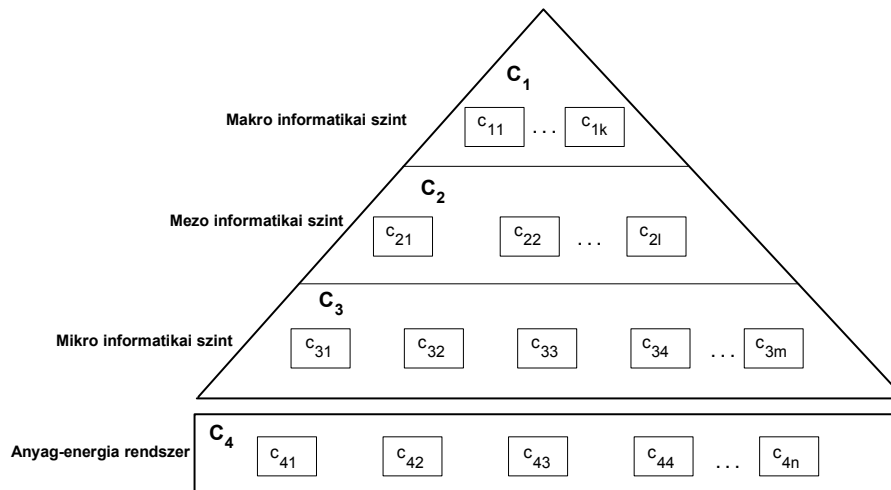 C1
Makro informatikai szint
c11 . . . c1k
C2
Mezo informatikai szint
c21 c22 . . . c2l
C3
Mikro informatikai szint
c31 c32 c33 c34 . . . c3m
C4
Anyag-energia rendszer
c41 c42 c43 c44 . . . c4n